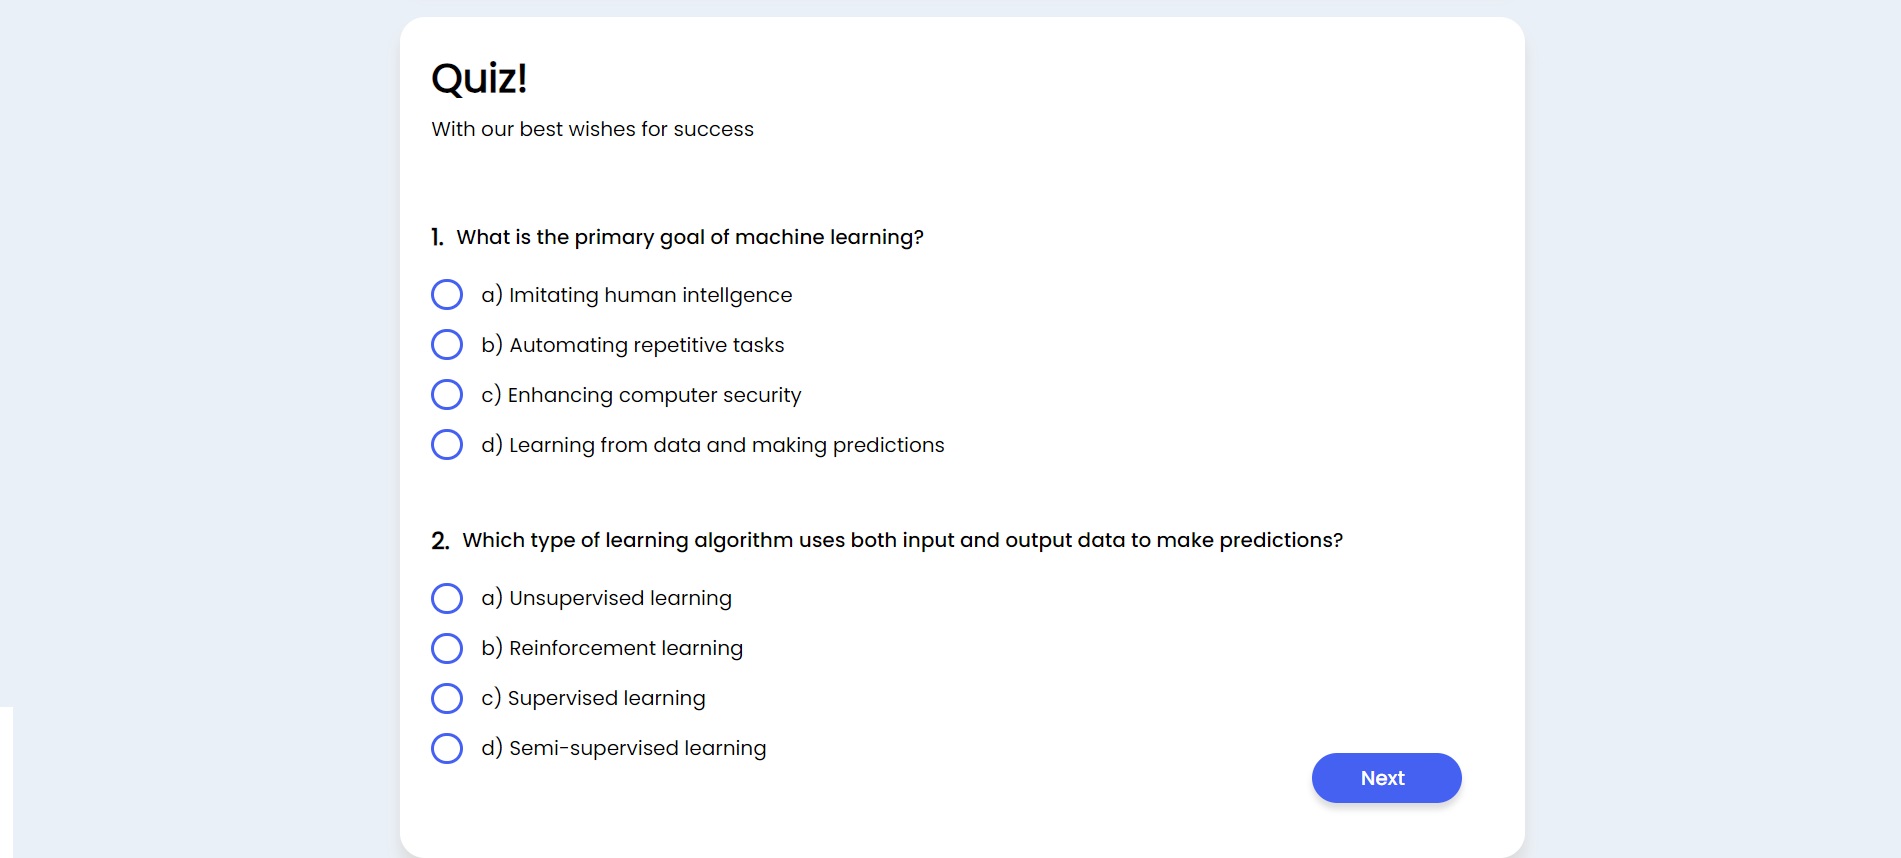 Quiz!
With our best wishes for success
1. What is the primary goal of machine learning?
a) Imitating human intellgence
b) Automating repetitive tasks
c) Enhancing computer security
d) Learning from data and making predictions
2. Which type of learning algorithm uses both input and output data to make predictions?
a) Unsupervised learning
b) Reinforcement learning
c) Supervised learning
d) Semi-supervised learning
Next